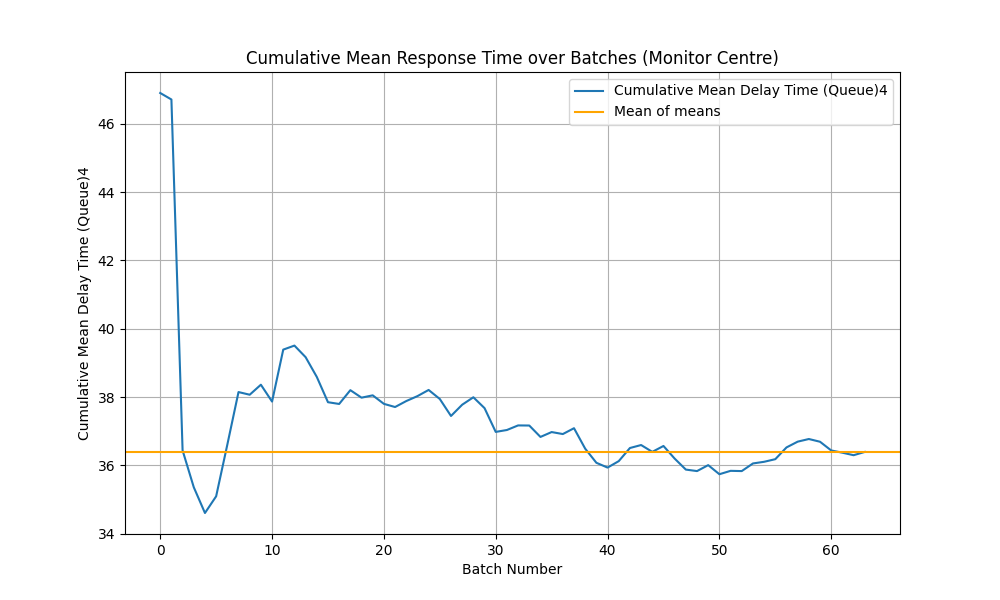 Cumulative Mean Response Time over Batches (Monitor Centre)
Cumulative Mean Delay Time (Queue)4
Mean of means
Cumulative Mean Delay Time (Queue)4
46
44
42
40
38
36
34
0 10 20 30 40 50 60
Batch Number